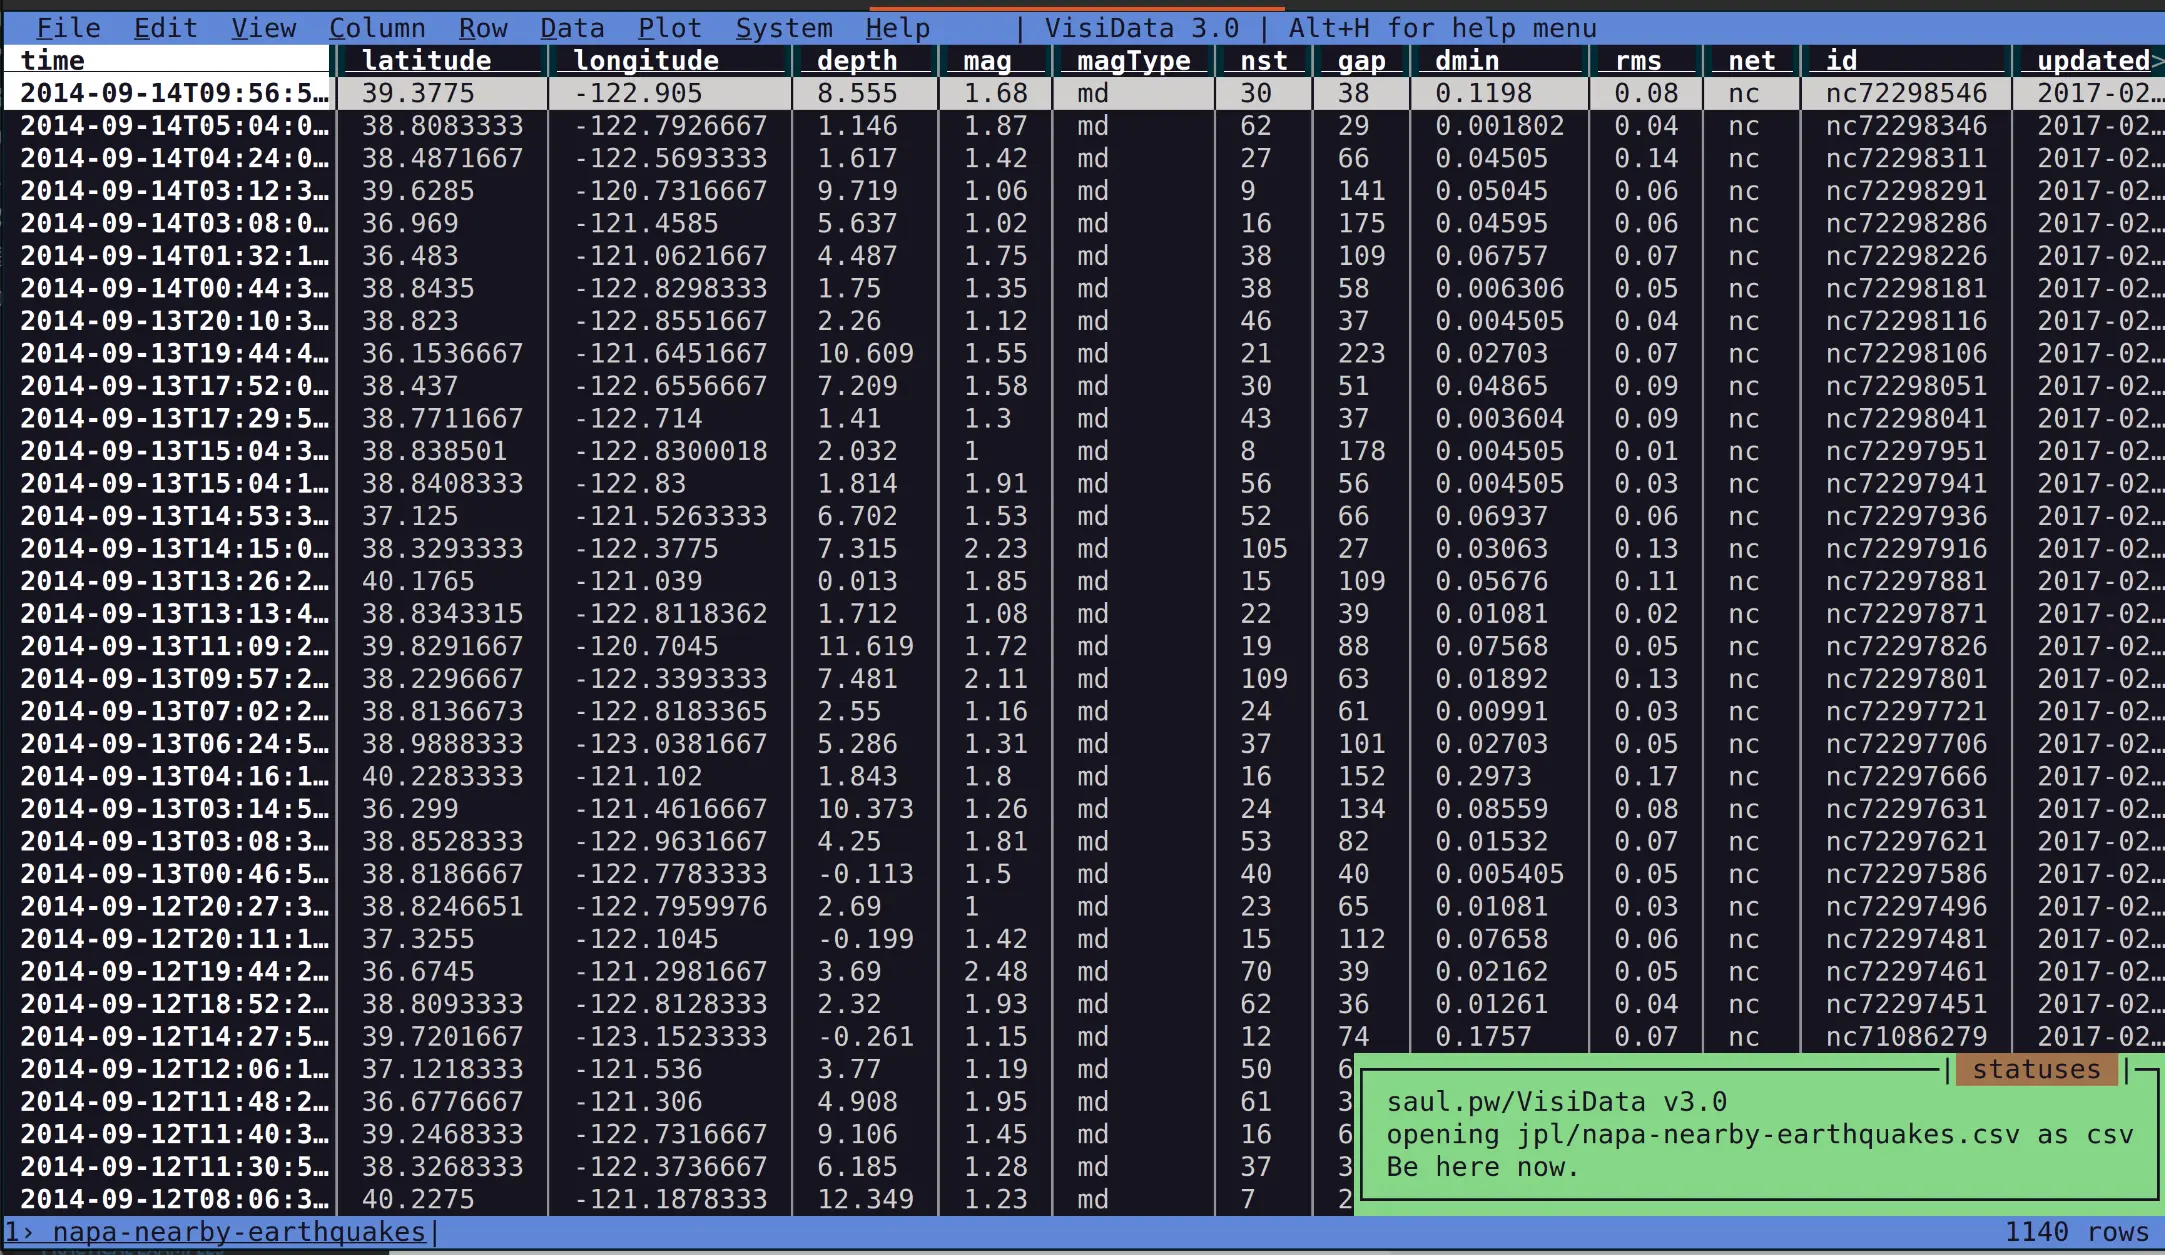 File Edit View Column Row Data Plot System Help | VisiData 3.0 | Alt+H for help menu
time latitude longitude depth mag magType nst gap dmin rms net id updated>
2014-09-14T09:56:5… 39.3775 -122.905 8.555 1.68 md 30 38 0.1198 0.08 nc nc72298546 2017-02…
2014-09-14T05:04:0… 38.8083333 -122.7926667 1.146 1.87 md 62 29 0.001802 0.04 nc nc72298346 2017-02…
2014-09-14T04:24:0… 38.4871667 -122.5693333 1.617 1.42 md 27 66 0.04505 0.14 nc nc72298311 2017-02…
2014-09-14T03:12:3… 39.6285 -120.7316667 9.719 1.06 md 9 141 0.05045 0.06 nc nc72298291 2017-02…
2014-09-14T03:08:0… 36.969 -121.4585 5.637 1.02 md 16 175 0.04595 0.06 nc nc72298286 2017-02…
2014-09-14T01:32:1… 36.483 -121.0621667 4.487 1.75 md 38 109 0.06757 0.07 nc nc72298226 2017-02…
2014-09-14T00:44:3… 38.8435 -122.8298333 1.75 1.35 md 38 58 0.006306 0.05 nc nc72298181 2017-02…
2014-09-13T20:10:3… 38.823 -122.8551667 2.26 1.12 md 46 37 0.004505 0.04 nc nc72298116 2017-02…
2014-09-13T19:44:4… 36.1536667 -121.6451667 10.609 1.55 md 21 223 0.02703 0.07 nc nc72298106 2017-02…
2014-09-13T17:52:0… 38.437 -122.6556667 7.209 1.58 md 30 51 0.04865 0.09 nc nc72298051 2017-02…
2014-09-13T17:29:5… 38.7711667 -122.714 1.41 1.3 md 43 37 0.003604 0.09 nc nc72298041 2017-02…
2014-09-13T15:04:3… 38.838501 -122.8300018 2.032 1 md 8 178 0.004505 0.01 nc nc72297951 2017-02…
2014-09-13T15:04:1… 38.8408333 -122.83 1.814 1.91 md 56 56 0.004505 0.03 nc nc72297941 2017-02…
2014-09-13T14:53:3… 37.125 -121.5263333 6.702 1.53 md 52 66 0.06937 0.06 nc nc72297936 2017-02…
2014-09-13T14:15:0… 38.3293333 -122.3775 7.315 2.23 md 105 27 0.03063 0.13 nc nc72297916 2017-02…
2014-09-13T13:26:2… 40.1765 -121.039 0.013 1.85 md 15 109 0.05676 0.11 nc nc72297881 2017-02…
2014-09-13T13:13:4… 38.8343315 -122.8118362 1.712 1.08 md 22 39 0.01081 0.02 nc nc72297871 2017-02…
2014-09-13T11:09:2… 39.8291667 -120.7045 11.619 1.72 md 19 88 0.07568 0.05 nc nc72297826 2017-02…
2014-09-13T09:57:2… 38.2296667 -122.3393333 7.481 2.11 md 109 63 0.01892 0.13 nc nc72297801 2017-02…
2014-09-13T07:02:2… 38.8136673 -122.8183365 2.55 1.16 md 24 61 0.00991 0.03 nc nc72297721 2017-02…
2014-09-13T06:24:5… 38.9888333 -123.0381667 5.286 1.31 md 37 101 0.02703 0.05 nc nc72297706 2017-02…
2014-09-13T04:16:1… 40.2283333 -121.102 1.843 1.8 md 16 152 0.2973 0.17 nc nc72297666 2017-02…
2014-09-13T03:14:5… 36.299 -121.4616667 10.373 1.26 md 24 134 0.08559 0.08 nc nc72297631 2017-02…
2014-09-13T03:08:3… 38.8528333 -122.9631667 4.25 1.81 md 53 82 0.01532 0.07 nc nc72297621 2017-02…
2014-09-13T00:46:5… 38.8186667 -122.7783333 -0.113 1.5 md 40 40 0.005405 0.05 nc nc72297586 2017-02…
2014-09-12T20:27:3… 38.8246651 -122.7959976 2.69 1 md 23 65 0.01081 0.03 nc nc72297496 2017-02…
2014-09-12T20:11:1… 37.3255 -122.1045 -0.199 1.42 md 15 112 0.07658 0.06 nc nc72297481 2017-02…
2014-09-12T19:44:2… 36.6745 -121.2981667 3.69 2.48 md 70 39 0.02162 0.05 nc nc72297461 2017-02…
2014-09-12T18:52:2… 38.8093333 -122.8128333 2.32 1.93 md 62 36 0.01261 0.04 nc nc72297451 2017-02…
2014-09-12T14:27:5… 39.7201667 -123.1523333 -0.261 1.15 md 12 74 0.1757 0.07 nc nc71086279 2017-02…
2014-09-12T12:06:1… 37.1218333 -121.536 3.77 1.19 md 50 6
2014-09-12T11:48:2… 36.6776667 -121.306 4.908 1.95 md 61 3
2014-09-12T11:40:3… 39.2468333 -122.7316667 9.106 1.45 md 16 6
2014-09-12T11:30:5… 38.3268333 -122.3736667 6.185 1.28 md 37 3
2014-09-12T08:06:3… 40.2275 -121.1878333 12.349 1.23 md 7 2
| statuses |
saul.pw/VisiData v3.0
opening jpl/napa-nearby-earthquakes.csv as csv
Be here now.
1› napa-nearby-earthquakes| 1140 rows